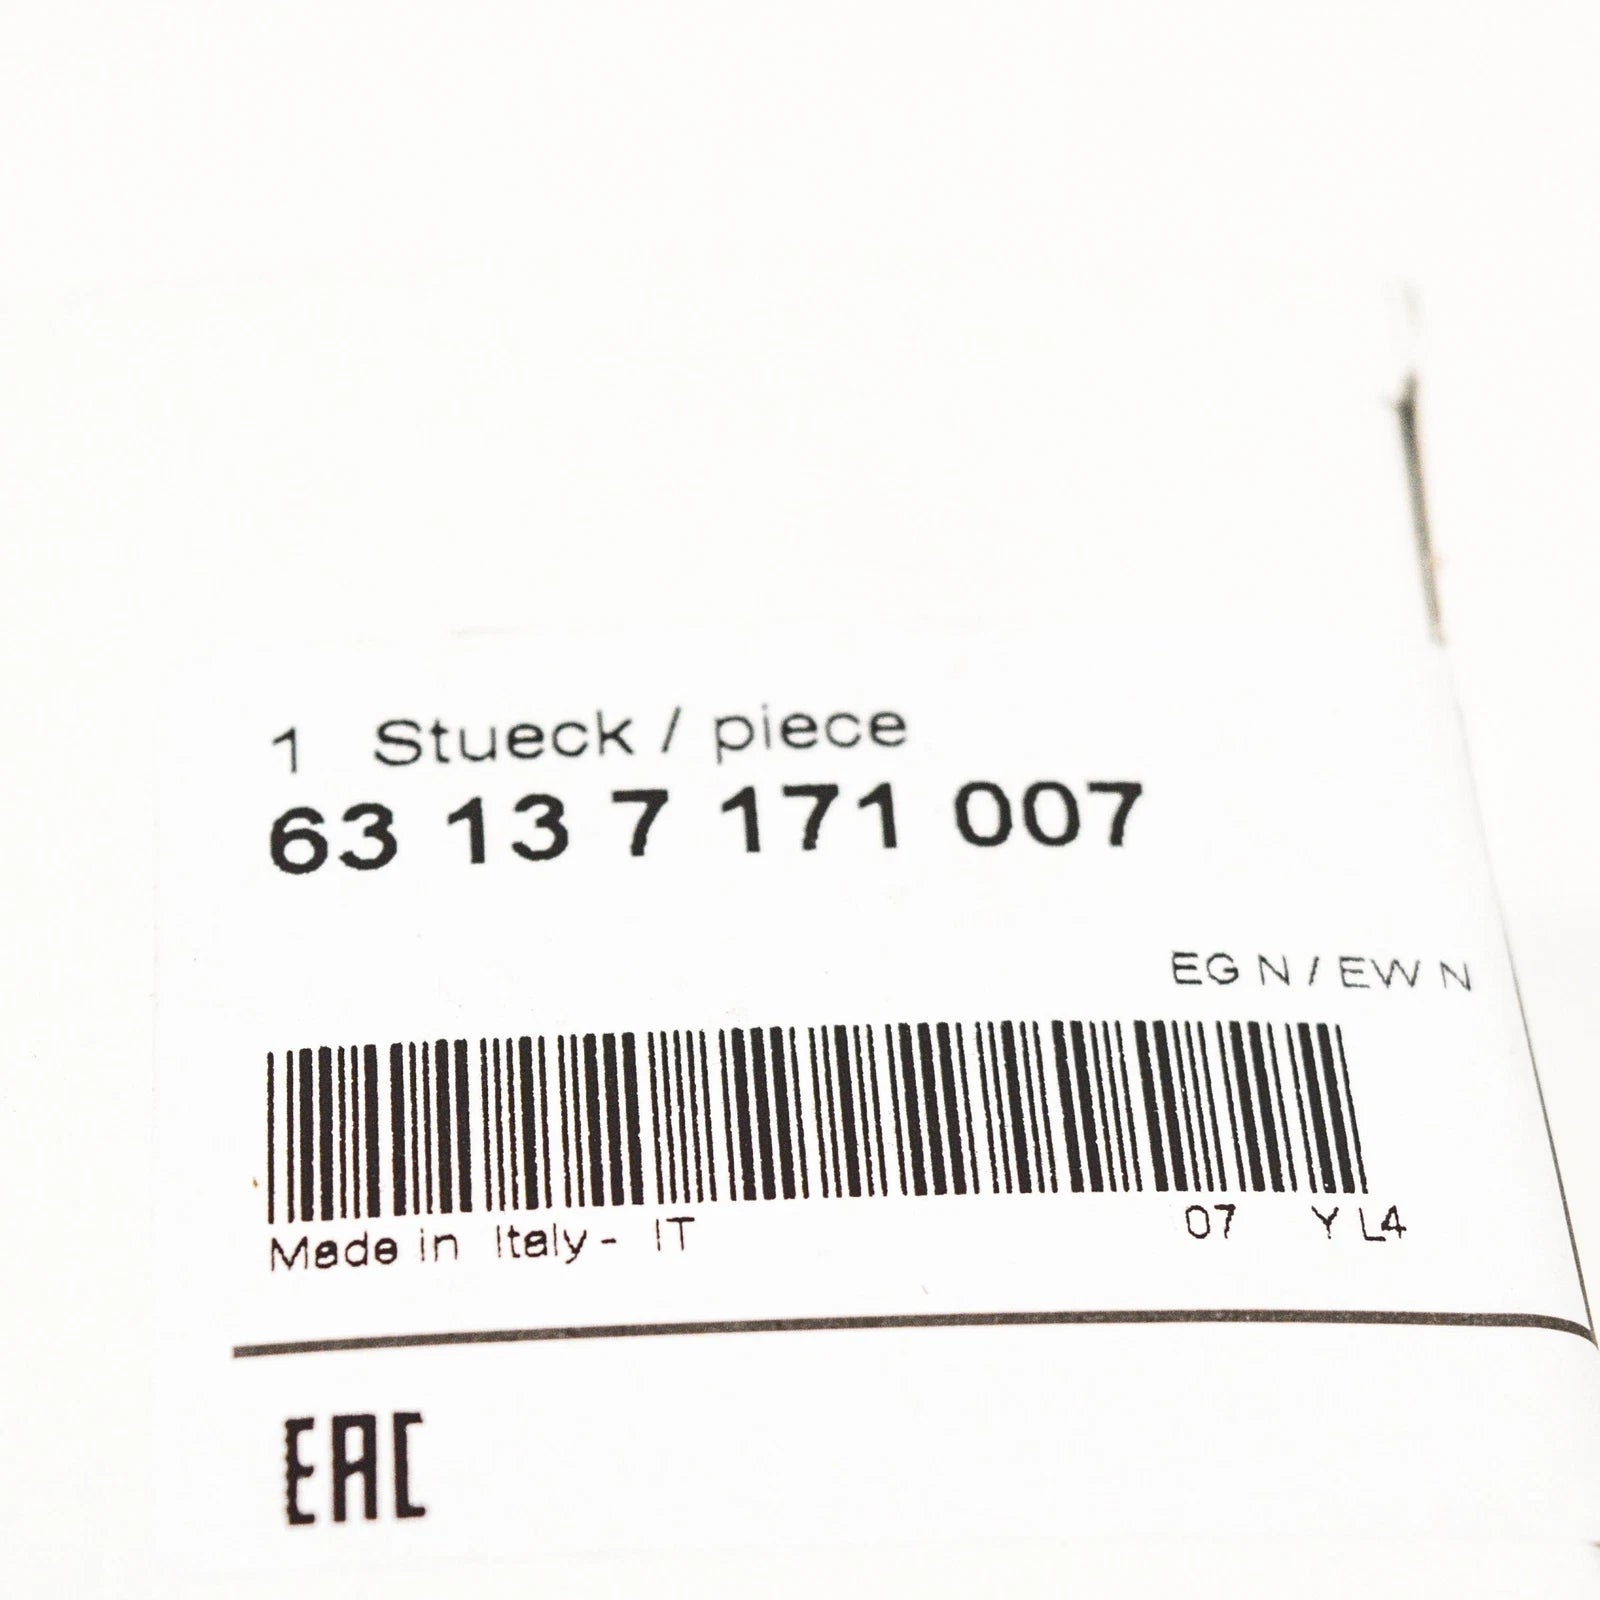 1 Stueck / piece
63 13 7 171 007
EG N / EW N
Made in Italy - IT 07 Y L4
EAC